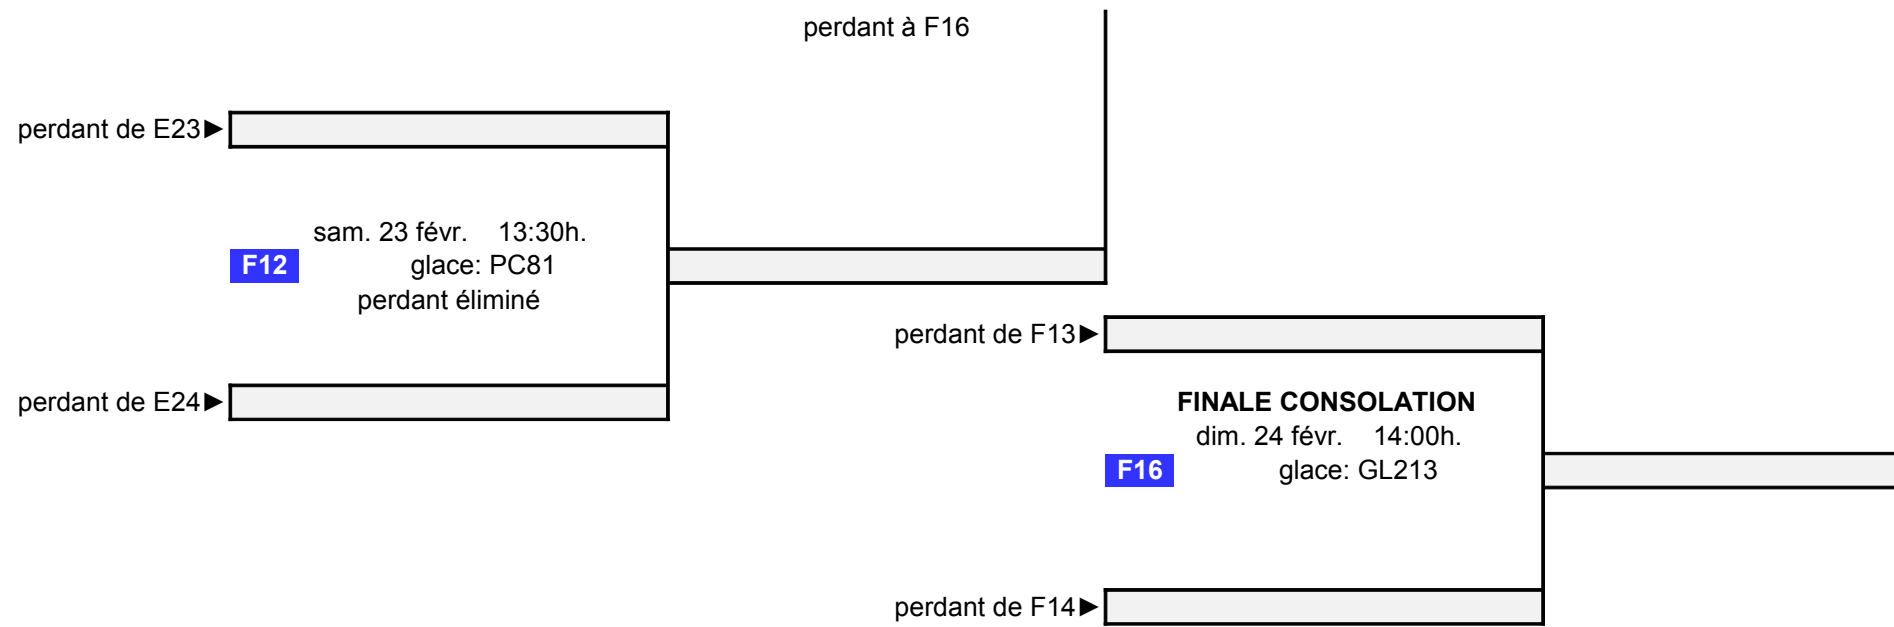 perdant à F16
perdant de E23►
sam. 23 févr. 13:30h.
F12 glace: PC81
perdant éliminé
perdant de F13►
perdant de E24►
FINALE CONSOLATION
dim. 24 févr. 14:00h.
F16 glace: GL213
perdant de F14►